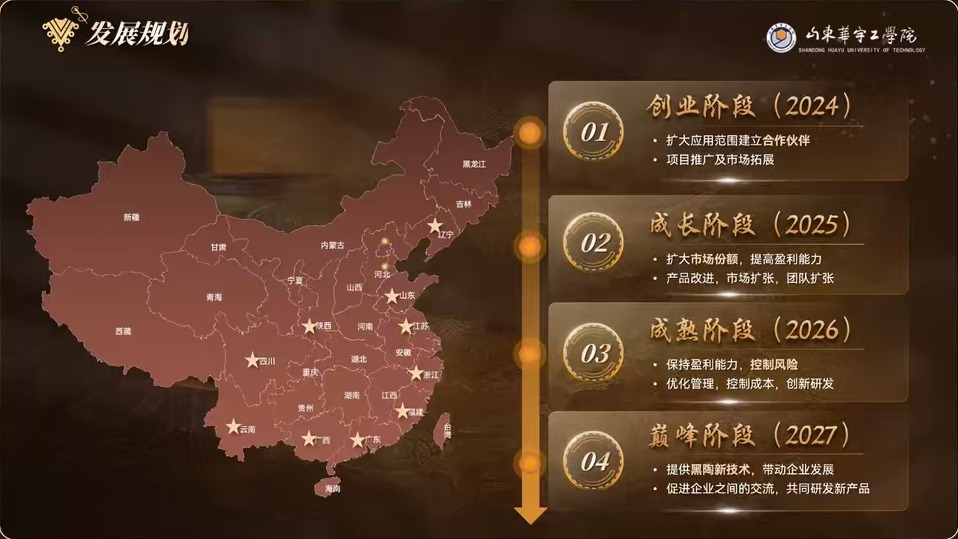 发展规划
山东华宇工学院
SHANDONG HUAYU UNIVERSITY OF TECHNOLOGY
01
创业阶段（2024）
• 扩大应用范围建立合作伙伴
• 项目推广及市场拓展
02
成长阶段（2025）
• 扩大市场份额，提高盈利能力
• 产品改进，市场扩张，团队扩张
03
成熟阶段（2026）
• 保持盈利能力，控制风险
• 优化管理，控制成本，创新研发
04
巅峰阶段（2027）
• 提供黑陶新技术，带动企业发展
• 促进企业之间的交流，共同研发新产品
黑龙江
吉林
辽宁
新疆
甘肃
内蒙古
河北
宁夏
山西
青海
山东
陕西
河南
江苏
西藏
安徽
四川
湖北
重庆
浙江
湖南
江西
贵州
福建
云南
广西
广东
台湾
海南